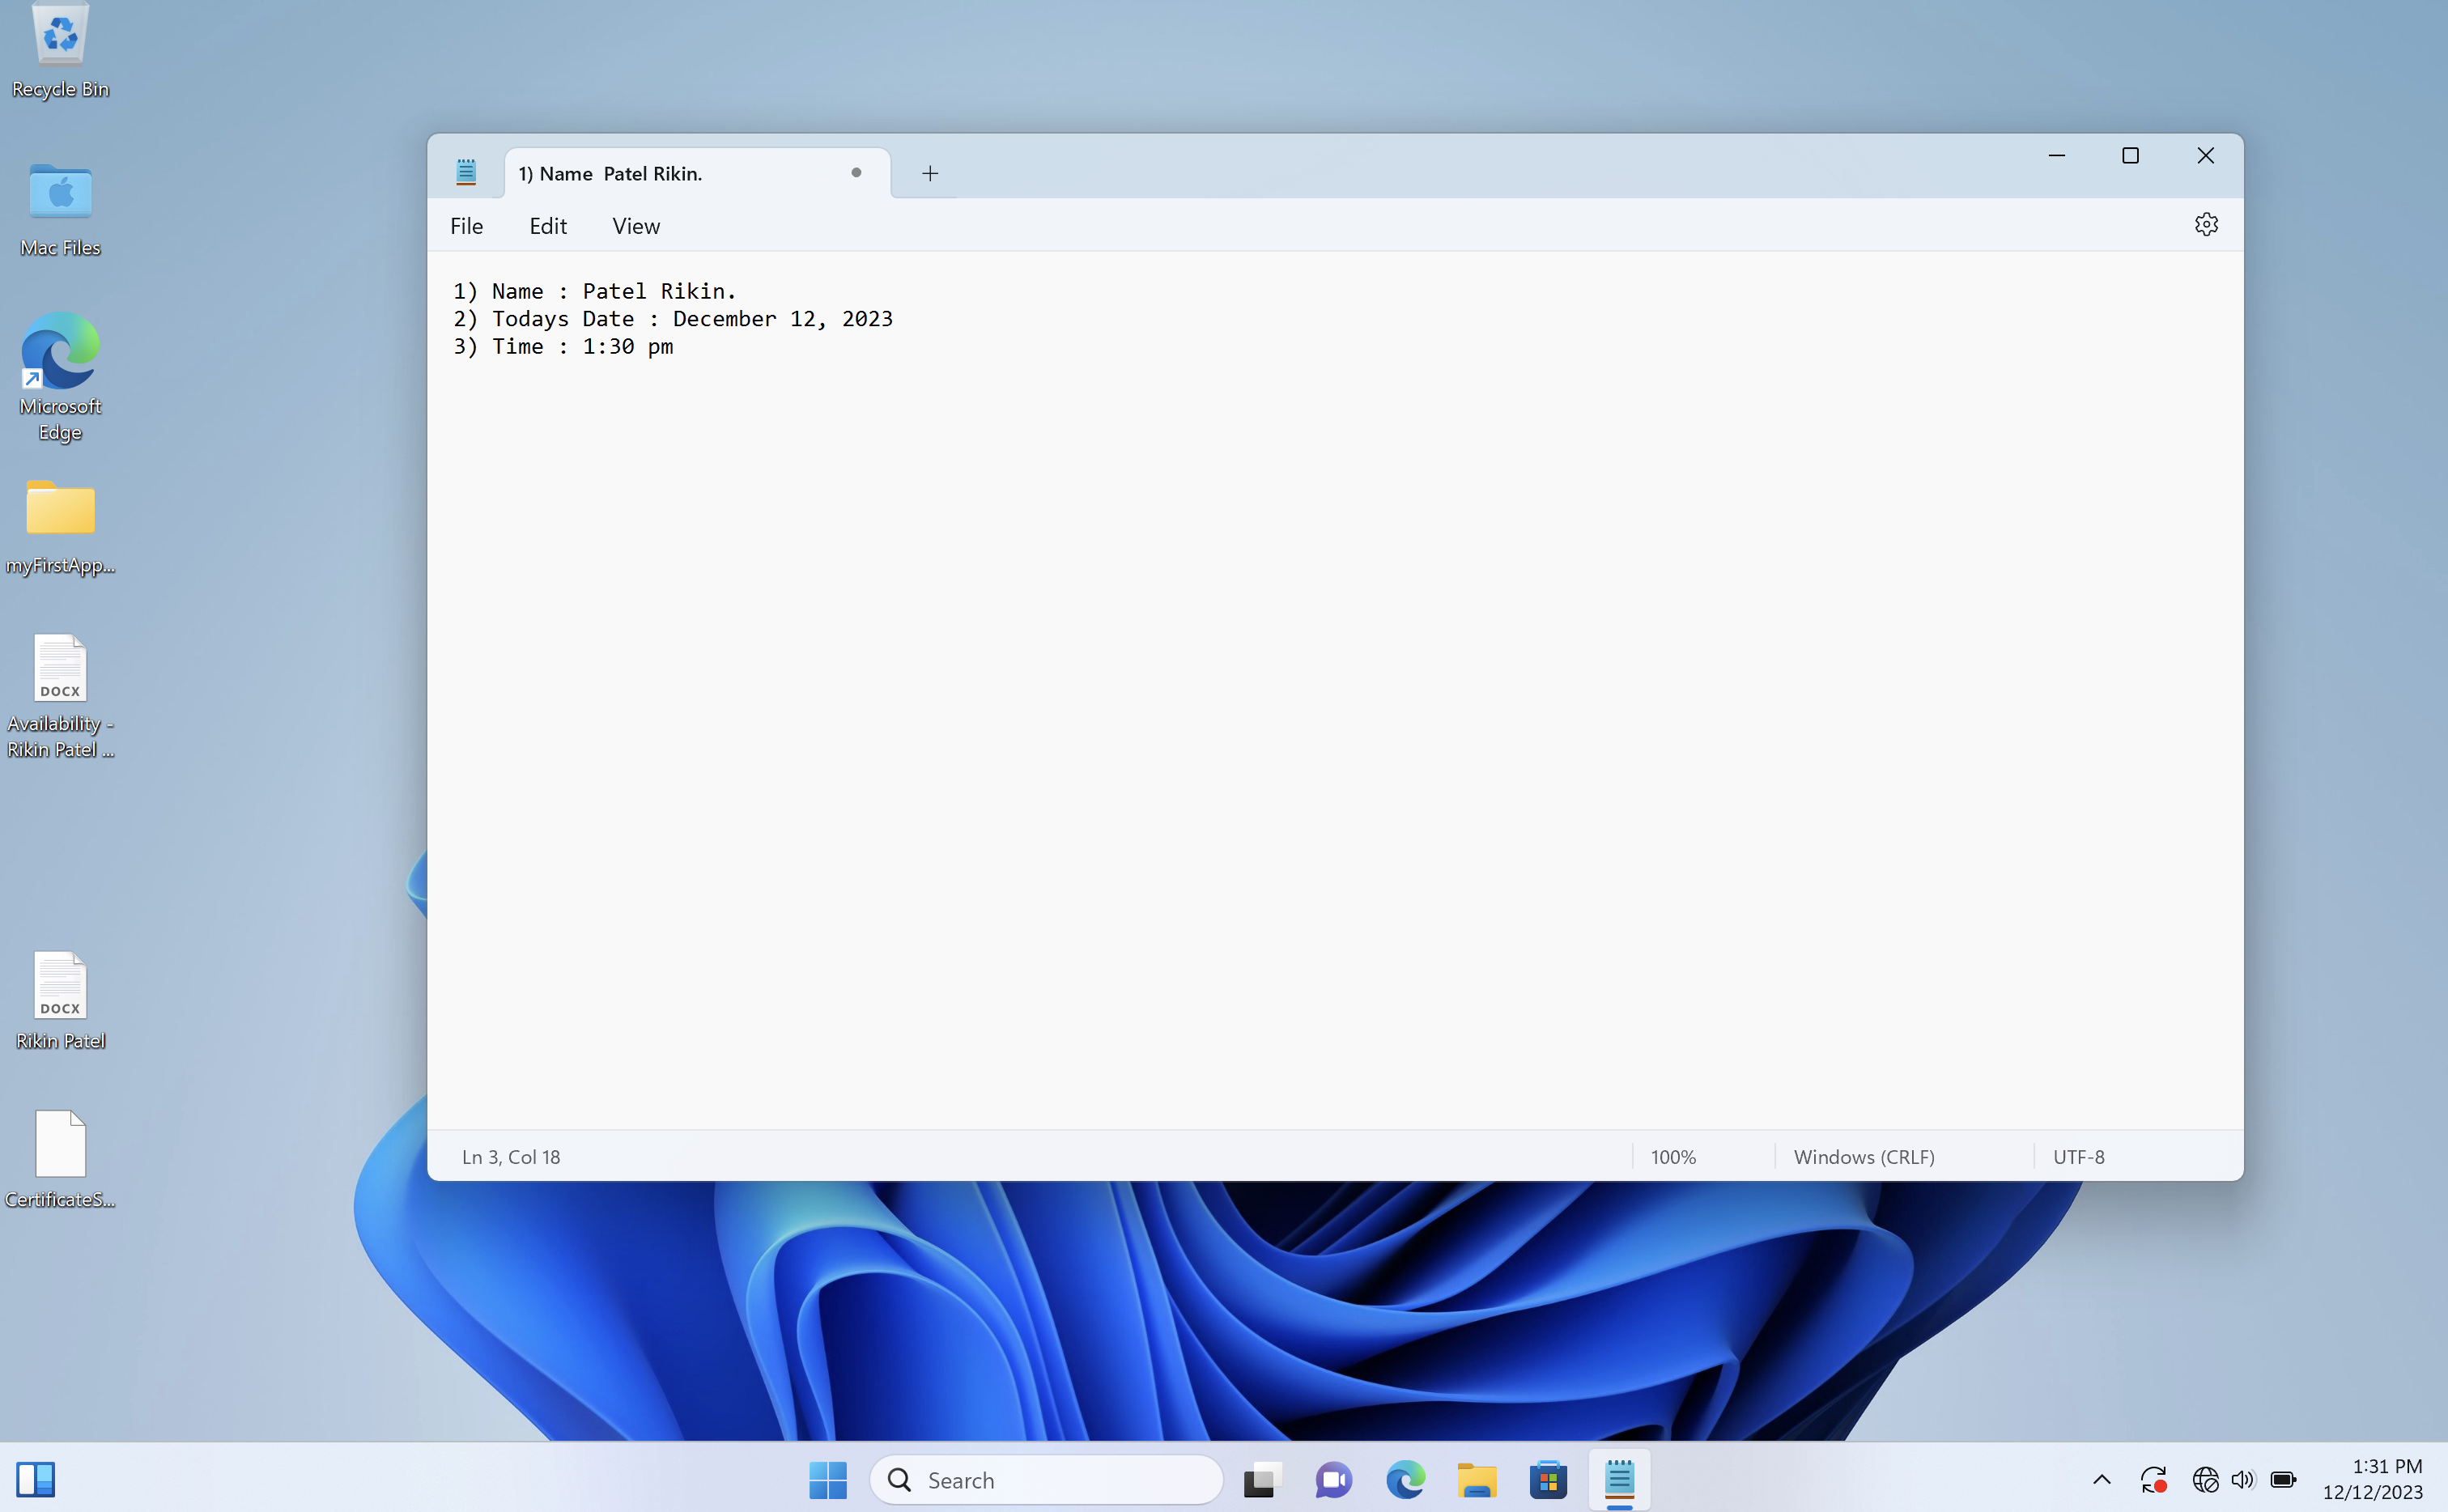 Recycle Bin
Mac Files
Microsoft
Edge
myFirstApp...
DOCX
Availability -
Rikin Patel ...
DOCX
Rikin Patel
CertificateS...
1) Name  Patel Rikin.
File Edit View
1) Name : Patel Rikin.
2) Todays Date : December 12, 2023
3) Time : 1:30 pm
Ln 3, Col 18 100% Windows (CRLF) UTF-8
Search
1:31 PM
12/12/2023